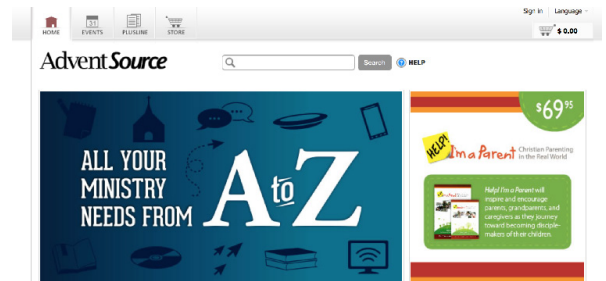 Sign In Language
31
HOME EVENTS PLUSLINE STORE
$ 0.00
AdventSource
Search
? HELP
$69.95
ALL YOUR
MINISTRY
NEEDS FROM
A to Z
HELP!
I'm a Parent
Christian Parenting
in the Real World
Help! I'm a Parent will
inspire and encourage
parents, grandparents, and
caregivers as they journey
toward becoming disciple-
makers of their children.